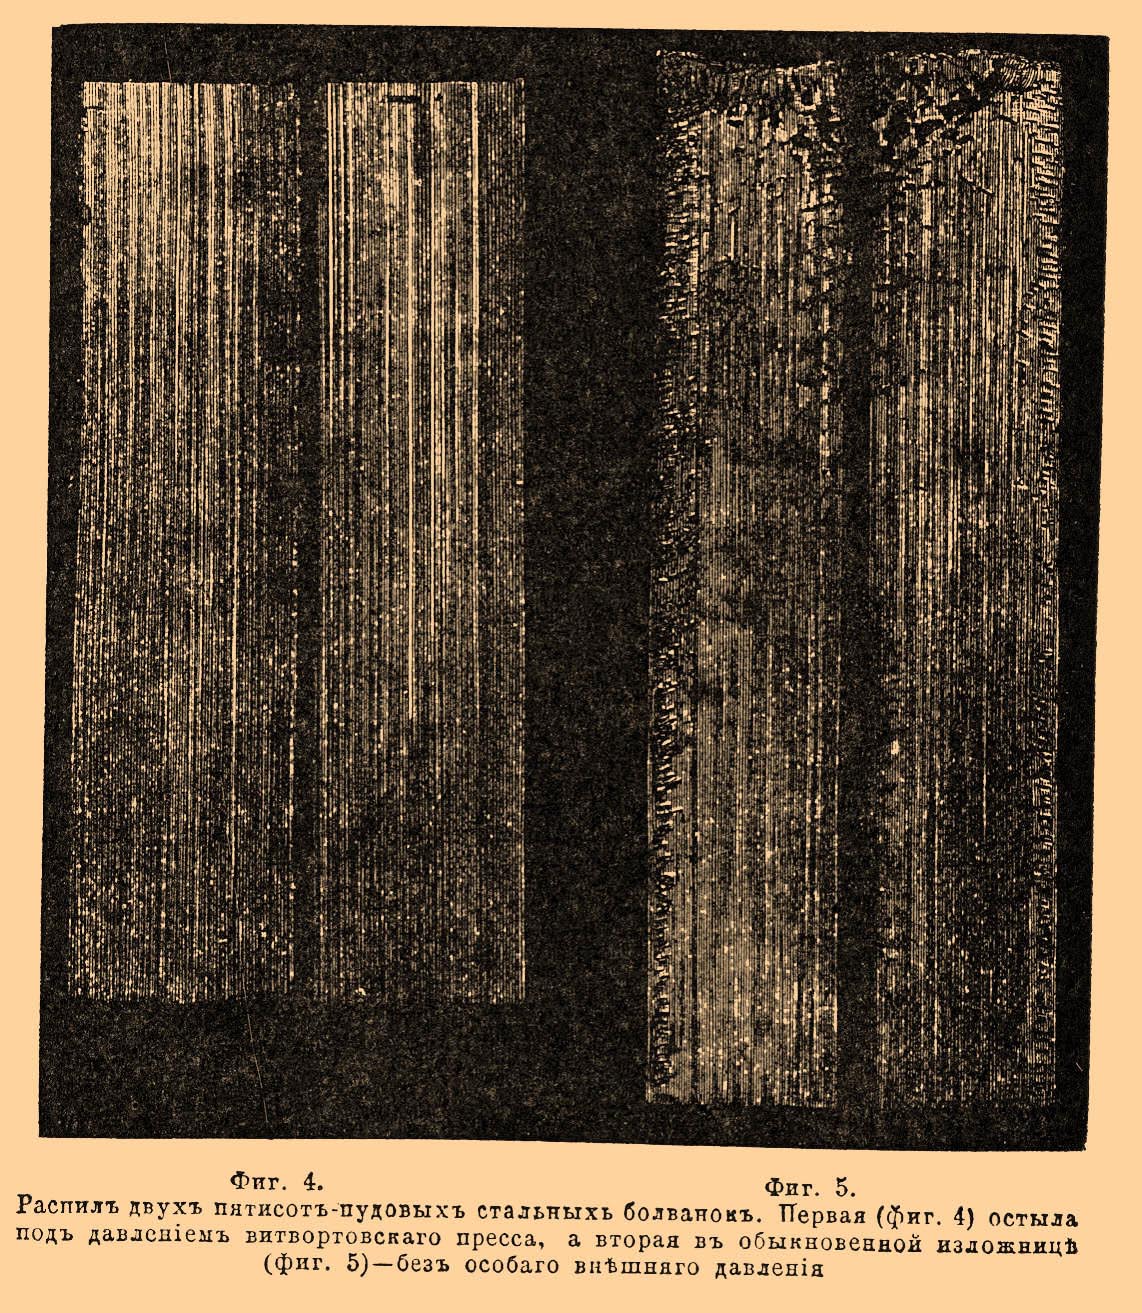 Фиг. 4. Фиг. 5.
Распилъ двухъ пятисотъ-пудовыхъ стальныхъ болванокъ. Первая (фиг. 4) остыла
подъ давленіемъ витвортовскаго пресса, а вторая въ обыкновенной изложницѣ
(фиг. 5)—безъ особаго внѣшняго давленія